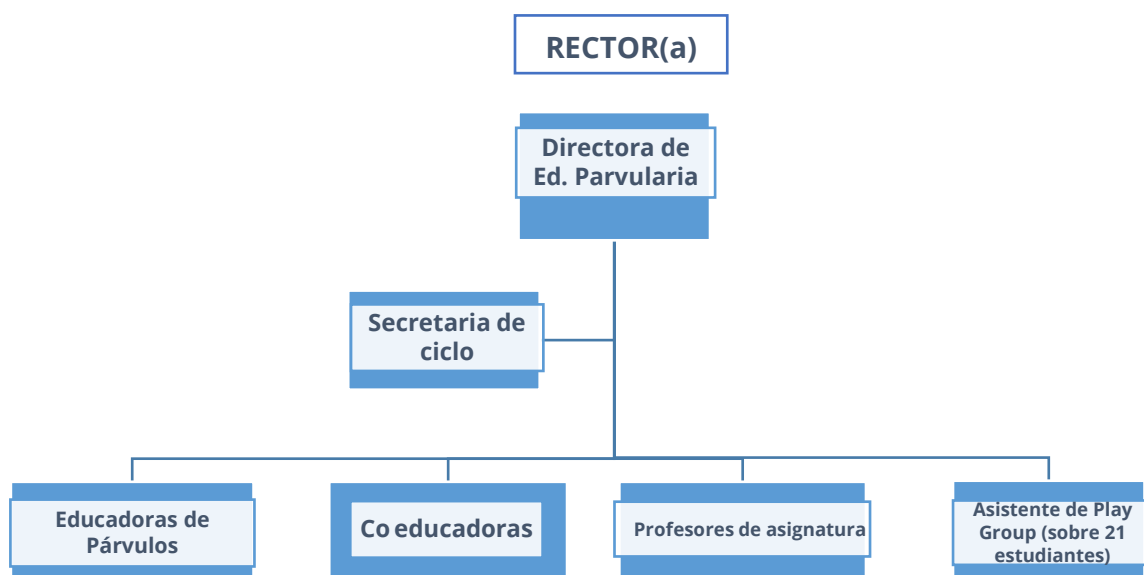 RECTOR(a)
Directora de
Ed. Parvularia
Secretaria de
ciclo
Educadoras de
Párvulos
Co educadoras
Profesores de asignatura
Asistente de Play
Group (sobre 21
estudiantes)